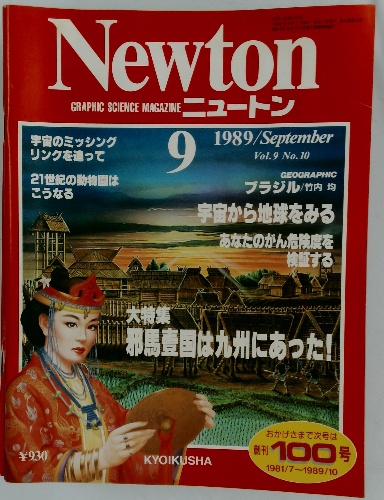 Newton
GRAPHIC SCIENCE MAGAZINE ニュートン
宇宙のミッシング
リンクを追って
21世紀の動物園は
こうなる
9
1989/September
Vol.9 No.10
GEOGRAPHIC
ブラジル/竹内 均
宇宙から地球をみる
あなたのがん危険度を
検証する
大特集
邪馬壹国は九州にあった!
¥930
KYOIKUSHA
おかげさまで次号は
創刊100号
1981/7〜1989/10